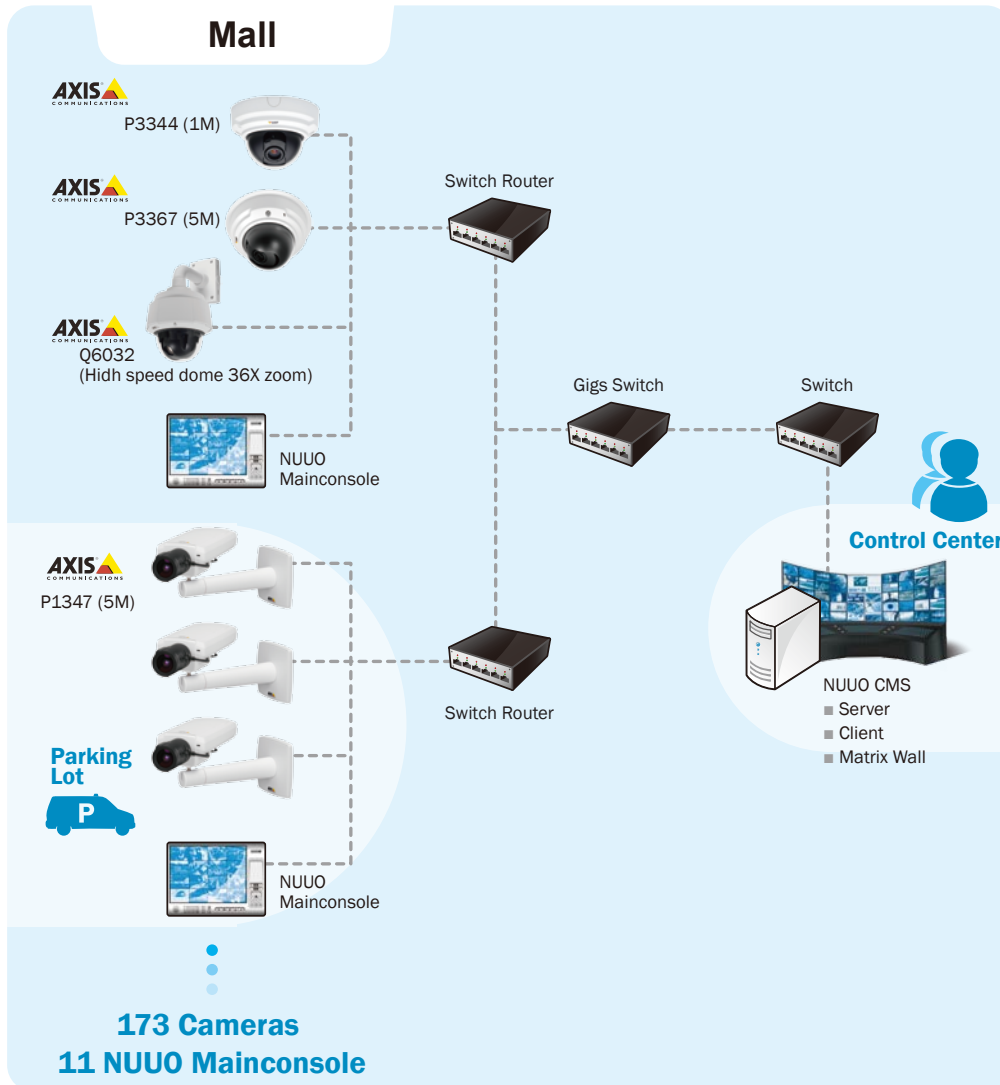 Mall
AXIS
COMMUNICATIONS
P3344 (1M)
AXIS
COMMUNICATIONS
P3367 (5M)
Switch Router
AXIS
COMMUNICATIONS
Q6032
(Hidh speed dome 36X zoom)
Gigs Switch
Switch
NUUO
Mainconsole
Control Center
AXIS
COMMUNICATIONS
P1347 (5M)
Switch Router
NUUO CMS
■ Server
■ Client
■ Matrix Wall
Parking
Lot
P
NUUO
Mainconsole
173 Cameras
11 NUUO Mainconsole